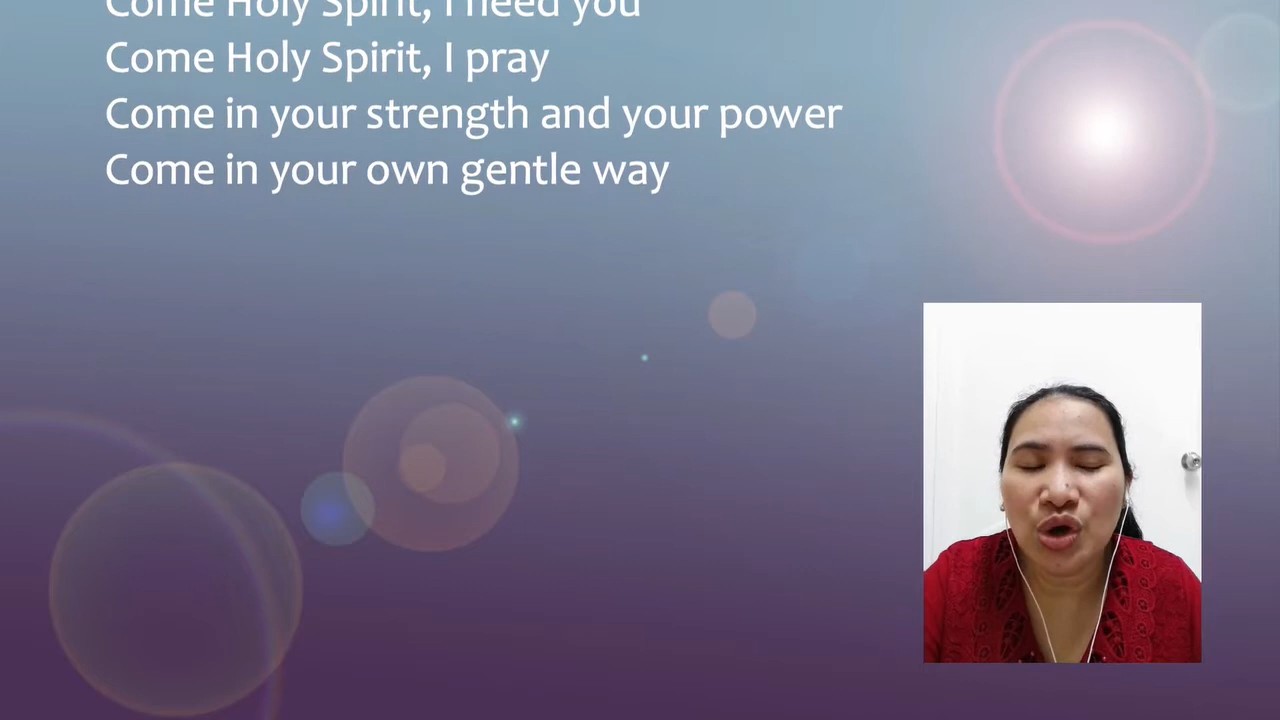 Come Holy Spirit, I need you
Come Holy Spirit, I pray
Come in your strength and your power
Come in your own gentle way